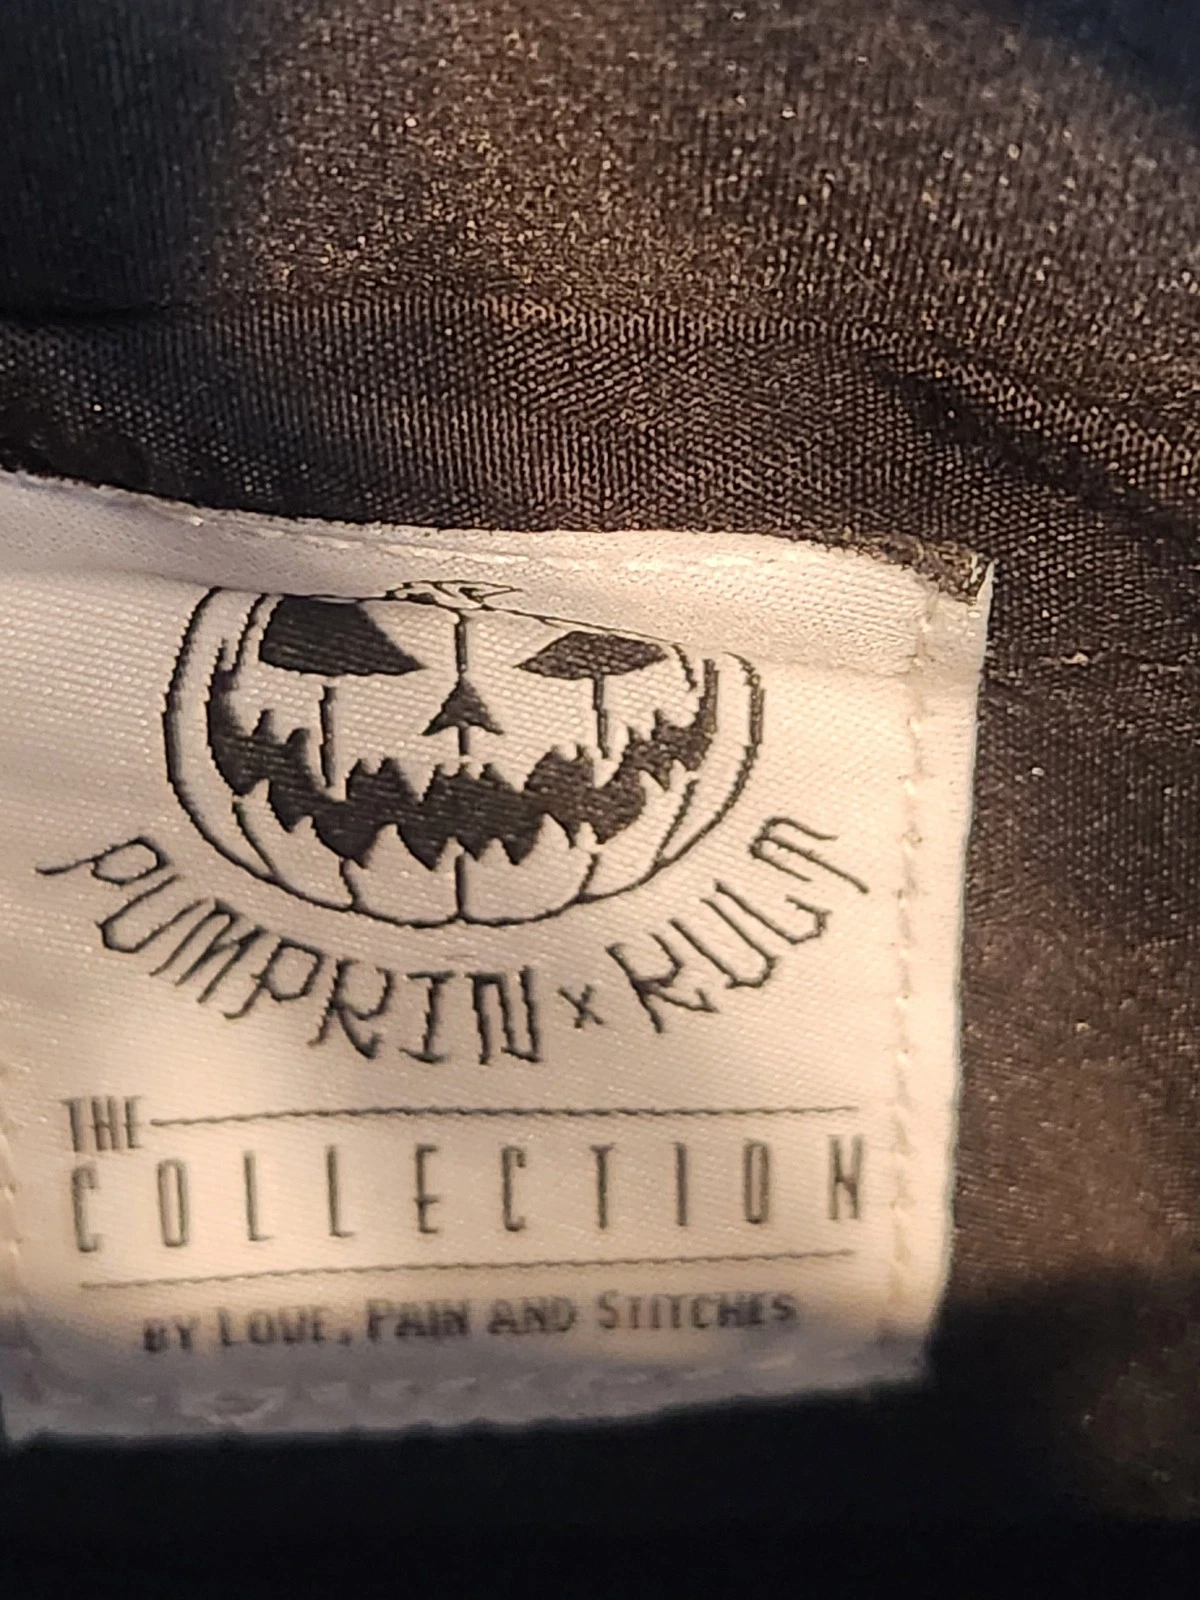 PUMPKIN x KULT
THE
COLLECTION
BY LOVE, PAIN AND STITCHES